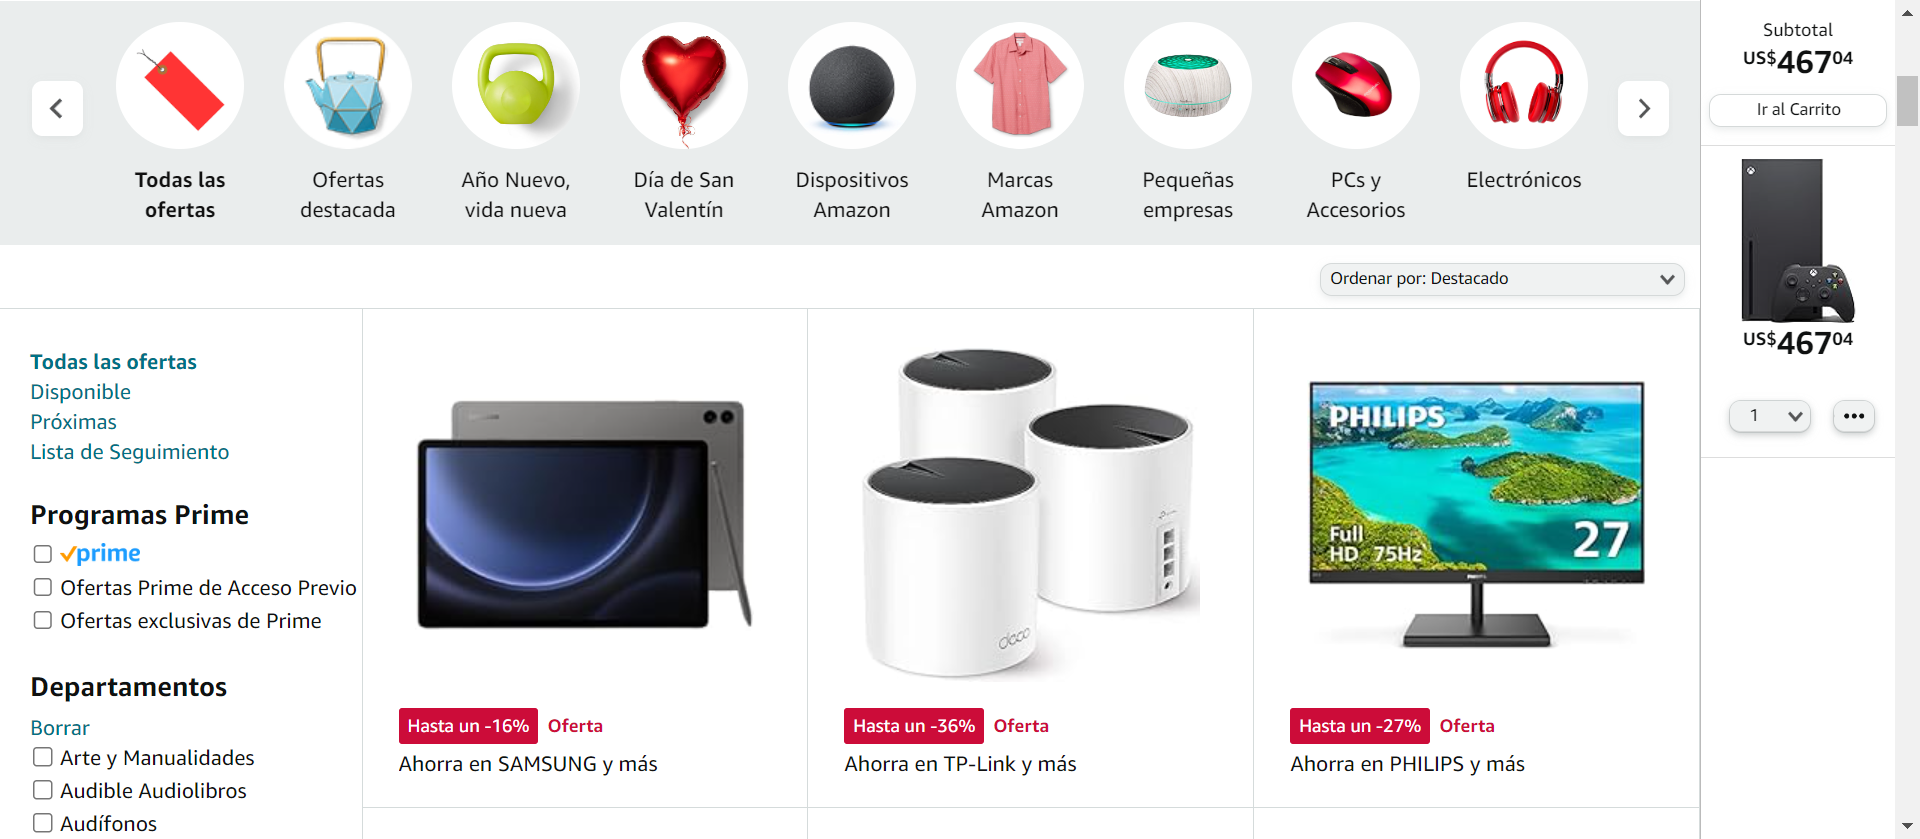 Todas las
ofertas
Ofertas
destacada
Año Nuevo,
vida nueva
Día de San
Valentín
Dispositivos
Amazon
Marcas
Amazon
Pequeñas
empresas
PCs y
Accesorios
Electrónicos
Subtotal
US$46704
Ir al Carrito
US$46704
1
Ordenar por: Destacado
Todas las ofertas
Disponible
Próximas
Lista de Seguimiento
Programas Prime
prime
Ofertas Prime de Acceso Previo
Ofertas exclusivas de Prime
Departamentos
Borrar
Arte y Manualidades
Audible Audiolibros
Audífonos
Hasta un -16% Oferta
Ahorra en SAMSUNG y más
deco
Hasta un -36% Oferta
Ahorra en TP-Link y más
PHILIPS
Full
HD 75Hz
27
PHILIPS
Hasta un -27% Oferta
Ahorra en PHILIPS y más